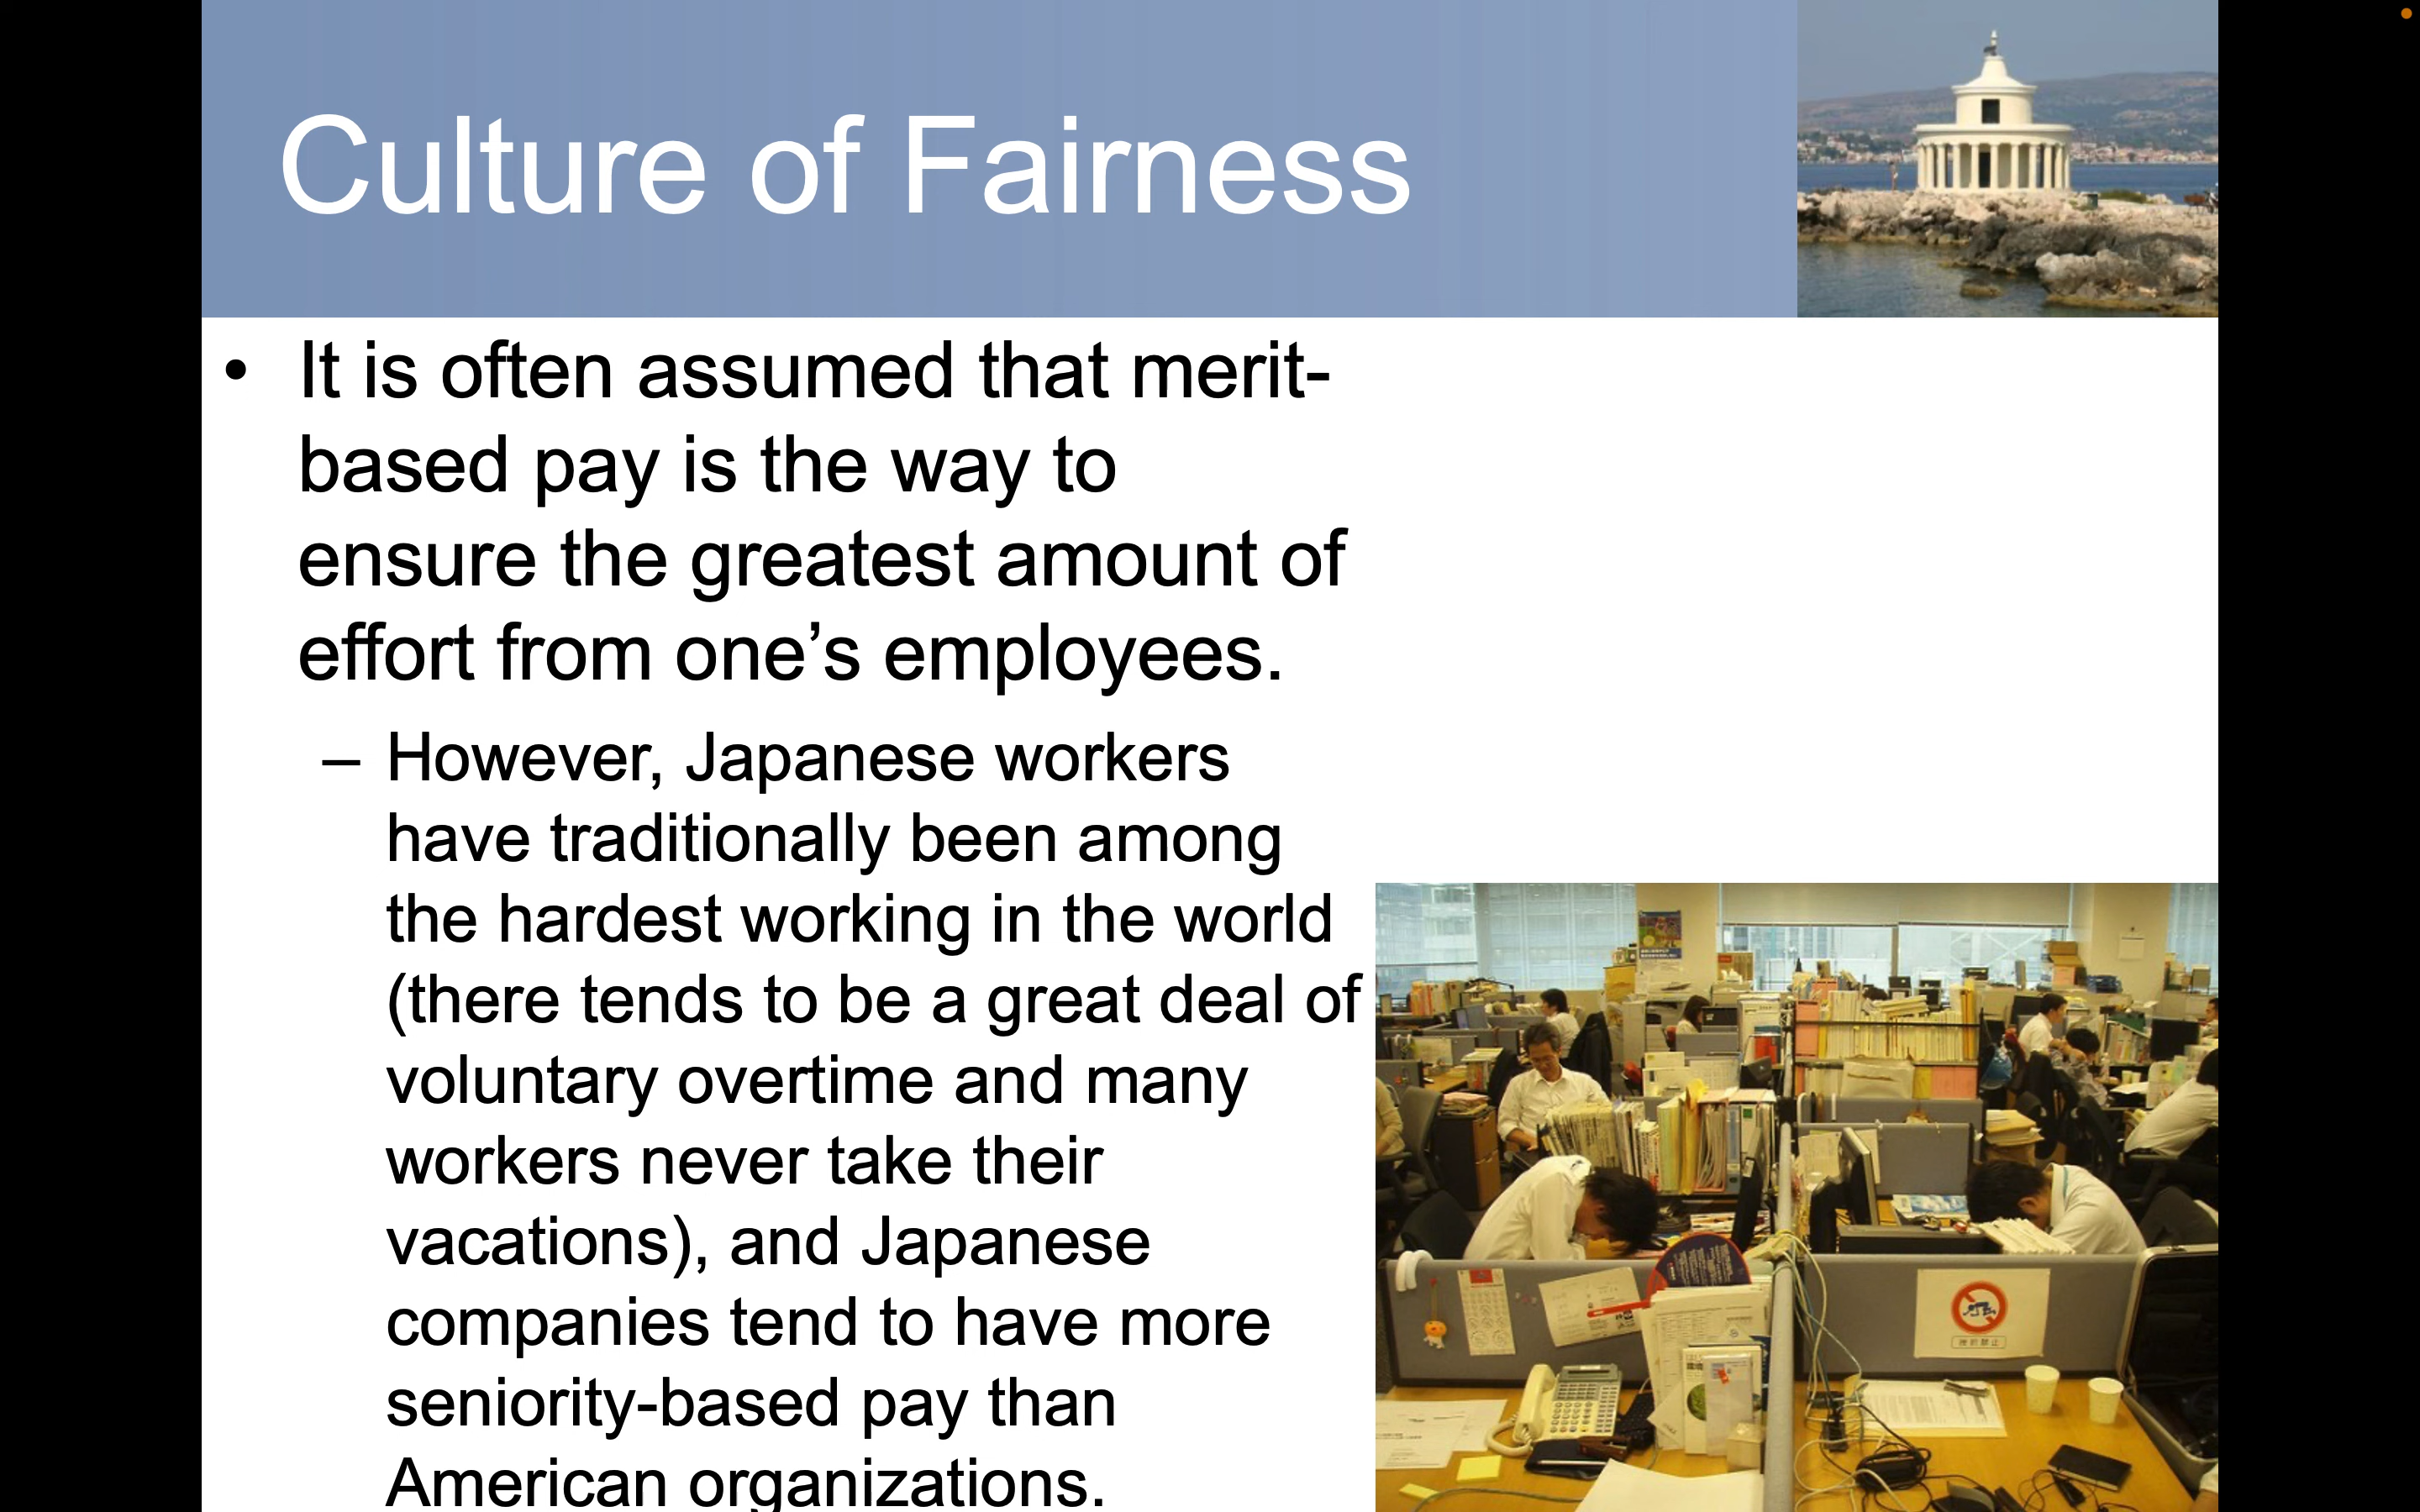 Culture of Fairness
• It is often assumed that merit-
based pay is the way to
ensure the greatest amount of
effort from one’s employees.
– However, Japanese workers
have traditionally been among
the hardest working in the world
(there tends to be a great deal of
voluntary overtime and many
workers never take their
vacations), and Japanese
companies tend to have more
seniority-based pay than
American organizations.